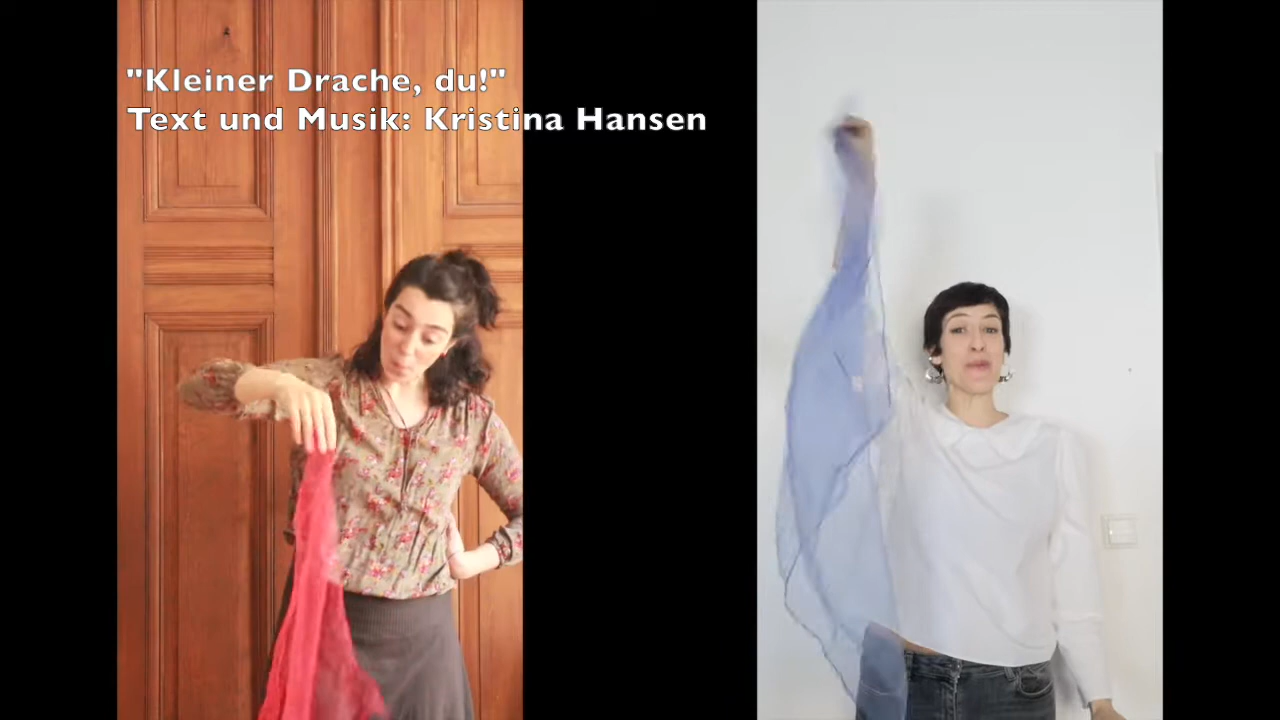 "Kleiner Drache, du!"
Text und Musik: Kristina Hansen